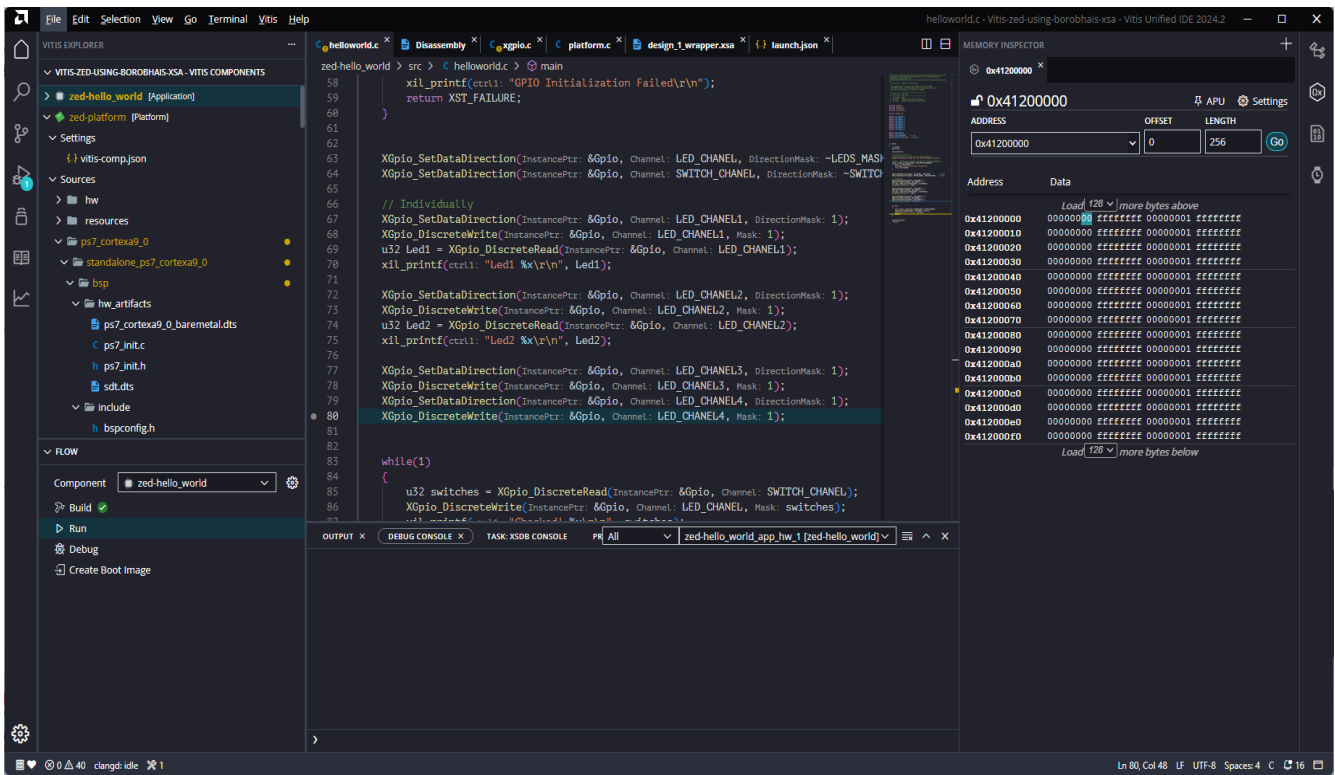 File Edit Selection View Go Terminal Vitis Help
helloworld.c - Vitis-zed-using-borobhais-xsa - Vitis Unified IDE 2024.2
VITIS EXPLORER
VITIS-ZED-USING-BOROBHAIS-XSA - VITIS COMPONENTS
zed-hello_world [Application]
zed-platform [Platform]
Settings
{.} vitis-comp.json
Sources
hw
resources
ps7_cortexa9_0
standalone_ps7_cortexa9_0
bsp
hw_artifacts
ps7_cortexa9_0_baremetal.dts
C ps7_init.c
h ps7_init.h
sdt.dts
include
h bspconfig.h
FLOW
Component zed-hello_world
Build
Run
Debug
Create Boot Image
helloworld.c Disassembly xgpio.c platform.c design_1_wrapper.xsa {.} launch.json
zed-hello_world > src > C helloworld.c > main
58 xil_printf(ctrl1: "GPIO Initialization Failed\r\n");
59 return XST_FAILURE;
60 }
61
62
63 XGpio_SetDataDirection(InstancePtr: &Gpio, Channel: LED_CHANEL, DirectionMask: ~LEDS_MASK
64 XGpio_SetDataDirection(InstancePtr: &Gpio, Channel: SWITCH_CHANEL, DirectionMask: ~SWITCH
65
66 // Individually
67 XGpio_SetDataDirection(InstancePtr: &Gpio, Channel: LED_CHANEL1, DirectionMask: 1);
68 XGpio_DiscreteWrite(InstancePtr: &Gpio, Channel: LED_CHANEL1, Mask: 1);
69 u32 Led1 = XGpio_DiscreteRead(InstancePtr: &Gpio, Channel: LED_CHANEL1);
70 xil_printf(ctrl1: "Led1 %x\r\n", Led1);
71
72 XGpio_SetDataDirection(InstancePtr: &Gpio, Channel: LED_CHANEL2, DirectionMask: 1);
73 XGpio_DiscreteWrite(InstancePtr: &Gpio, Channel: LED_CHANEL2, Mask: 1);
74 u32 Led2 = XGpio_DiscreteRead(InstancePtr: &Gpio, Channel: LED_CHANEL2);
75 xil_printf(ctrl1: "Led2 %x\r\n", Led2);
76
77 XGpio_SetDataDirection(InstancePtr: &Gpio, Channel: LED_CHANEL3, DirectionMask: 1);
78 XGpio_DiscreteWrite(InstancePtr: &Gpio, Channel: LED_CHANEL3, Mask: 1);
79 XGpio_SetDataDirection(InstancePtr: &Gpio, Channel: LED_CHANEL4, DirectionMask: 1);
80 XGpio_DiscreteWrite(InstancePtr: &Gpio, Channel: LED_CHANEL4, Mask: 1);
81
82
83 while(1)
84 {
85 u32 switches = XGpio_DiscreteRead(InstancePtr: &Gpio, Channel: SWITCH_CHANEL);
86 XGpio_DiscreteWrite(InstancePtr: &Gpio, Channel: LED_CHANEL, Mask: switches);
OUTPUT DEBUG CONSOLE TASK: XSDB CONSOLE PR All zed-hello_world_app_hw_1 [zed-hello_world]
MEMORY INSPECTOR
0x41200000
0x41200000 APU Settings
ADDRESS OFFSET LENGTH
0x41200000 0 256 Go
Address Data
Load 128 more bytes above
0x41200000 00000000 ffffffff 00000001 ffffffff
0x41200010 00000000 ffffffff 00000001 ffffffff
0x41200020 00000000 ffffffff 00000001 ffffffff
0x41200030 00000000 ffffffff 00000001 ffffffff
0x41200040 00000000 ffffffff 00000001 ffffffff
0x41200050 00000000 ffffffff 00000001 ffffffff
0x41200060 00000000 ffffffff 00000001 ffffffff
0x41200070 00000000 ffffffff 00000001 ffffffff
0x41200080 00000000 ffffffff 00000001 ffffffff
0x41200090 00000000 ffffffff 00000001 ffffffff
0x412000a0 00000000 ffffffff 00000001 ffffffff
0x412000b0 00000000 ffffffff 00000001 ffffffff
0x412000c0 00000000 ffffffff 00000001 ffffffff
0x412000d0 00000000 ffffffff 00000001 ffffffff
0x412000e0 00000000 ffffffff 00000001 ffffffff
0x412000f0 00000000 ffffffff 00000001 ffffffff
Load 128 more bytes below
0 40 clangd: idle 1
Ln 80, Col 48 LF UTF-8 Spaces: 4 C 16